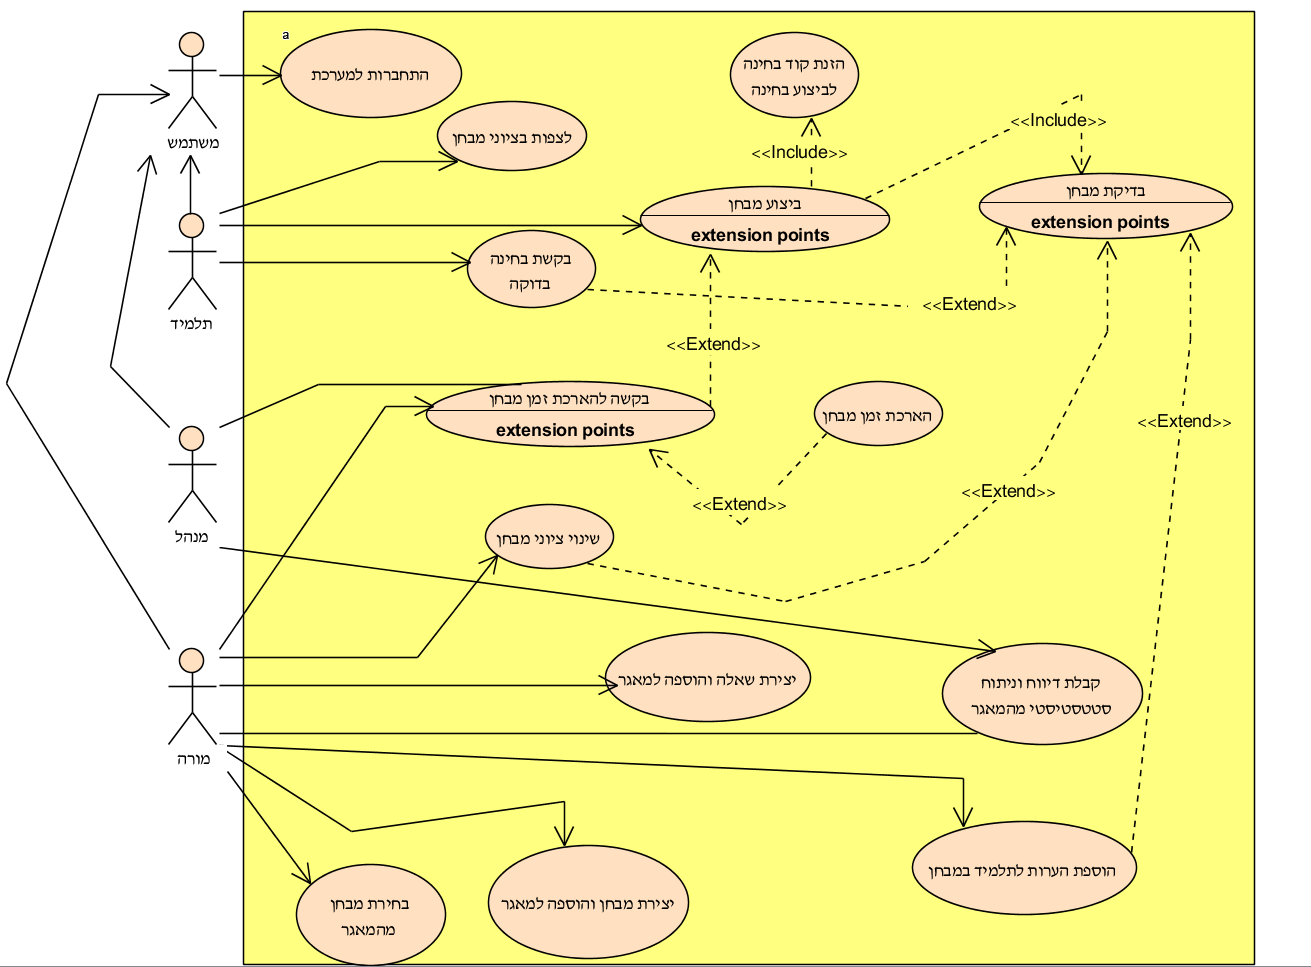 a
משתמש
התחברות למערכת
לצפות בציוני מבחן
הזנת קוד בחינה
לביצוע בחינה
<<Include>>
<<Include>>
בדיקת מבחן
extension points
ביצוע מבחן
extension points
תלמיד
בקשת בחינה
בדוקה
<<Extend>>
<<Extend>>
בקשה להארכת זמן מבחן
extension points
הארכת זמן מבחן
<<Extend>>
<<Extend>>
<<Extend>>
מנהל
שינוי ציוני מבחן
יצירת שאלה והוספה למאגר
קבלת דיווח וניתוח
סטטסטיסטי מהמאגר
מורה
הוספת הערות לתלמיד במבחן
יצירת מבחן והוספה למאגר
בחירת מבחן
מהמאגר